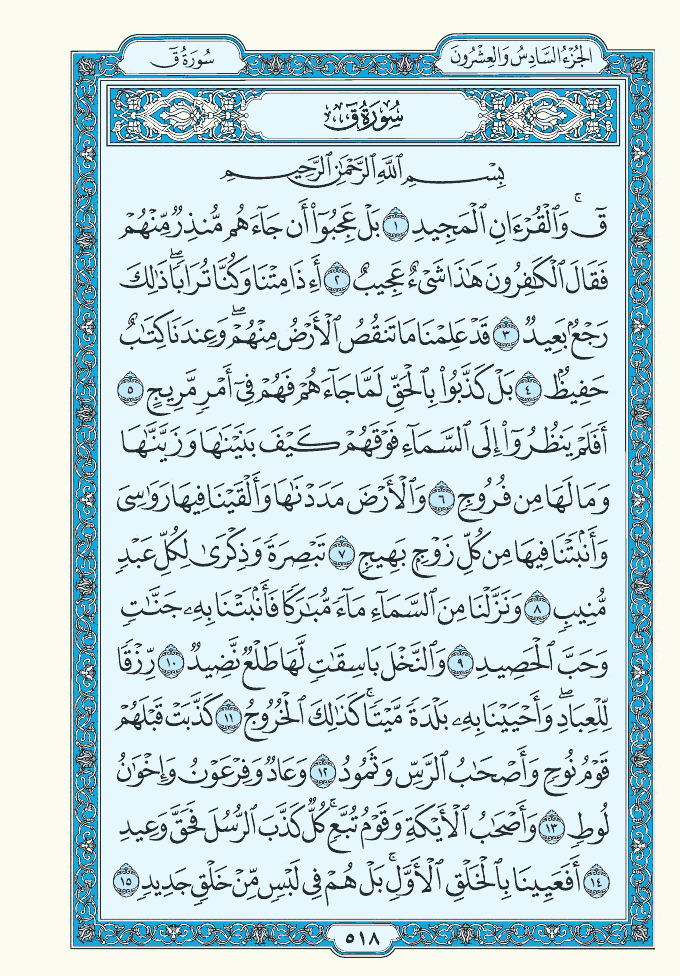 الجُزْءُ السَّادِسُ وَالعِشْرُونَ
سُورَةُ قٓ
سُورَةُ قٓ
بِسْمِ ٱللَّهِ ٱلرَّحْمَٰنِ ٱلرَّحِيمِ
قٓۚ وَٱلْقُرْءَانِ ٱلْمَجِيدِ ١ بَلْ عَجِبُوٓا۟ أَن جَآءَهُم مُّنذِرٌ مِّنْهُمْ
فَقَالَ ٱلْكَٰفِرُونَ هَٰذَا شَىْءٌ عَجِيبٌ ٢ أَءِذَا مِتْنَا وَكُنَّا تُرَابًاۖ ذَٰلِكَ
رَجْعٌۢ بَعِيدٌ ٣ قَدْ عَلِمْنَا مَا تَنقُصُ ٱلْأَرْضُ مِنْهُمْۖ وَعِندَنَا كِتَٰبٌ
حَفِيظٌۢ ٤ بَلْ كَذَّبُوا۟ بِٱلْحَقِّ لَمَّا جَآءَهُمْ فَهُمْ فِىٓ أَمْرٍ مَّرِيجٍ ٥
أَفَلَمْ يَنظُرُوٓا۟ إِلَى ٱلسَّمَآءِ فَوْقَهُمْ كَيْفَ بَنَيْنَٰهَا وَزَيَّنَّٰهَا
وَمَا لَهَا مِن فُرُوجٍ ٦ وَٱلْأَرْضَ مَدَدْنَٰهَا وَأَلْقَيْنَا فِيهَا رَوَٰسِىَ
وَأَنۢبَتْنَا فِيهَا مِن كُلِّ زَوْجٍۭ بَهِيجٍ ٧ تَبْصِرَةً وَذِكْرَىٰ لِكُلِّ عَبْدٍ
مُّنِيبٍ ٨ وَنَزَّلْنَا مِنَ ٱلسَّمَآءِ مَآءً مُّبَٰرَكًا فَأَنۢبَتْنَا بِهِۦ جَنَّٰتٍ
وَحَبَّ ٱلْحَصِيدِ ٩ وَٱلنَّخْلَ بَاسِقَٰتٍ لَّهَا طَلْعٌ نَّضِيدٌ ١٠ رِّزْقًا
لِّلْعِبَادِۖ وَأَحْيَيْنَا بِهِۦ بَلْدَةً مَّيْتًاۚ كَذَٰلِكَ ٱلْخُرُوجُ ١١ كَذَّبَتْ قَبْلَهُمْ
قَوْمُ نُوحٍ وَأَصْحَٰبُ ٱلرَّسِّ وَثَمُودُ ١٢ وَعَادٌ وَفِرْعَوْنُ وَإِخْوَٰنُ
لُوطٍ ١٣ وَأَصْحَٰبُ ٱلْأَيْكَةِ وَقَوْمُ تُبَّعٍۚ كُلٌّ كَذَّبَ ٱلرُّسُلَ فَحَقَّ وَعِيدِ
١٤ أَفَعَيِينَا بِٱلْخَلْقِ ٱلْأَوَّلِۚ بَلْ هُمْ فِى لَبْسٍ مِّنْ خَلْقٍ جَدِيدٍ ١٥
٥١٨